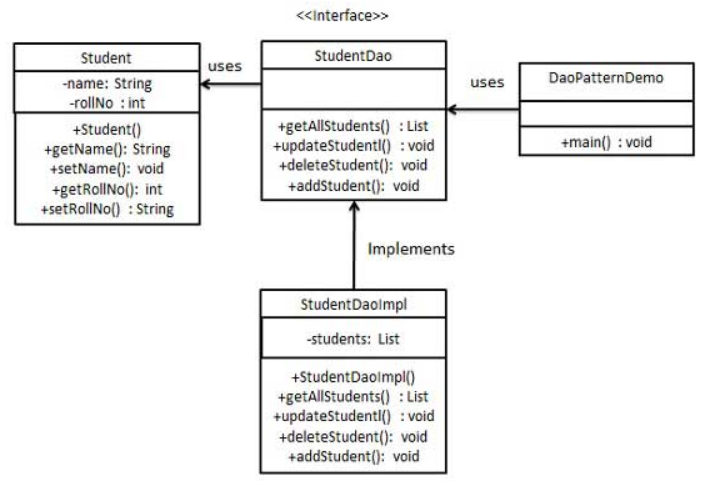 <<Interface>>
Student
-name: String
-rollNo : int
+Student()
+getName(): String
+setName(): void
+getRollNo(): int
+setRollNo() : String
uses
StudentDao
+getAllStudents() : List
+updateStudentl() : void
+deleteStudent(): void
+addStudent(): void
uses
DaoPatternDemo
+main() : void
Implements
StudentDaoImpl
-students: List
+StudentDaoImpl()
+getAllStudents() : List
+updateStudentl() : void
+deleteStudent(): void
+addStudent(): void